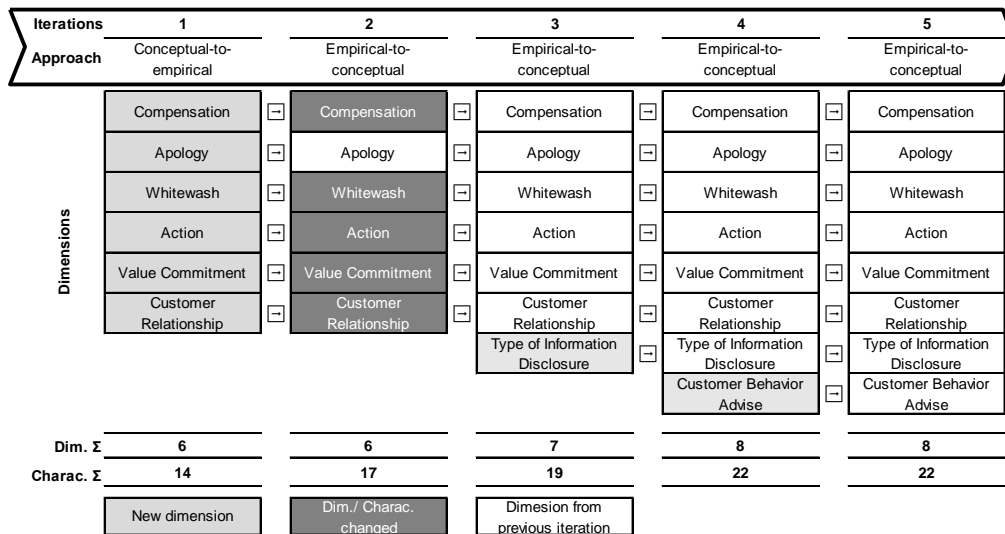 Iterations 1 2 3 4 5
Approach Conceptual-to-empirical Empirical-to-conceptual Empirical-to-conceptual Empirical-to-conceptual Empirical-to-conceptual
Dimensions
Compensation → Compensation → Compensation → Compensation → Compensation
Apology → Apology → Apology → Apology → Apology
Whitewash → Whitewash → Whitewash → Whitewash → Whitewash
Action → Action → Action → Action → Action
Value Commitment → Value Commitment → Value Commitment → Value Commitment → Value Commitment
Customer Relationship → Customer Relationship → Customer Relationship → Customer Relationship → Customer Relationship
Type of Information Disclosure → Type of Information Disclosure → Type of Information Disclosure
Customer Behavior Advise → Customer Behavior Advise
Dim. Σ 6 6 7 8 8
Charac. Σ 14 17 19 22 22
New dimension Dim./ Charac. changed Dimesion from previous iteration